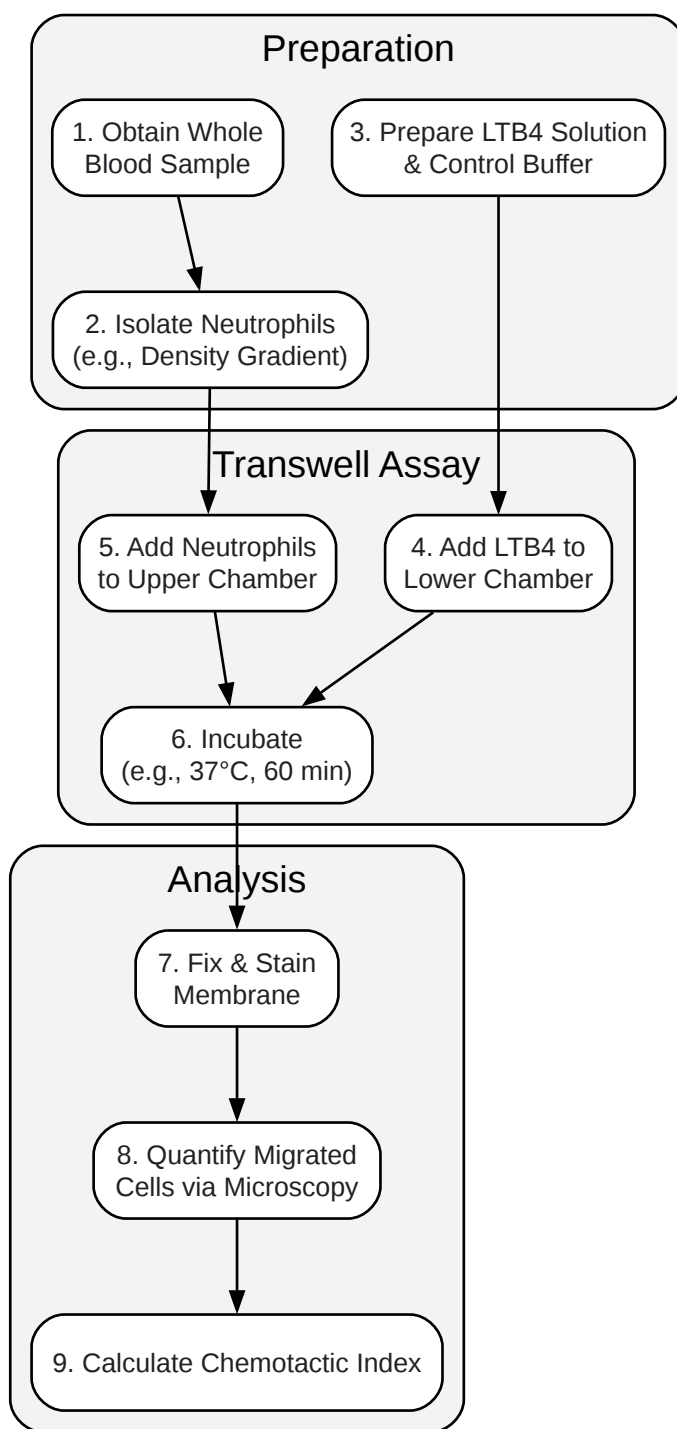 Preparation
1. Obtain Whole
Blood Sample
3. Prepare LTB4 Solution
& Control Buffer
2. Isolate Neutrophils
(e.g., Density Gradient)
Transwell Assay
5. Add Neutrophils
to Upper Chamber
4. Add LTB4 to
Lower Chamber
6. Incubate
(e.g., 37°C, 60 min)
Analysis
7. Fix & Stain
Membrane
8. Quantify Migrated
Cells via Microscopy
9. Calculate Chemotactic Index